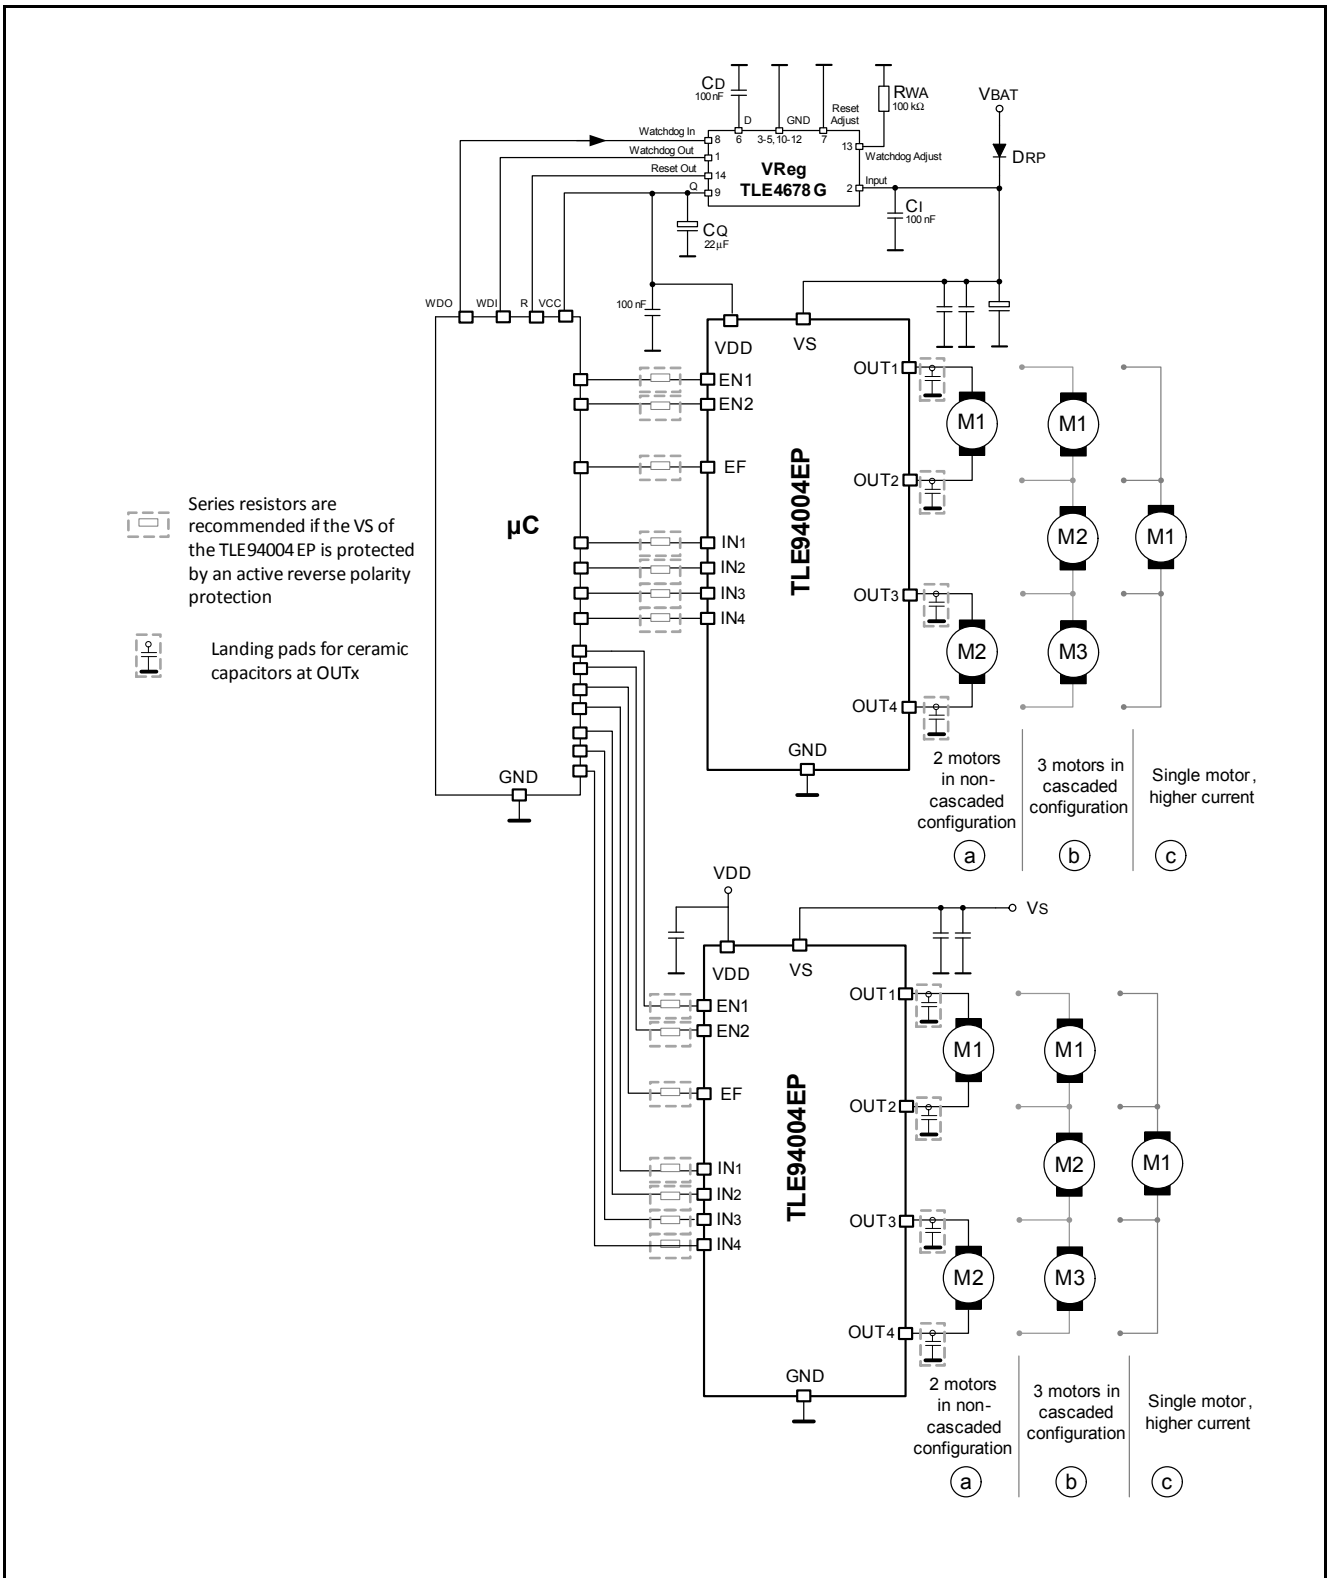 CD
100 nF
D
GND
Reset
Adjust
RWA
100 kΩ
VBAT
Watchdog In
8
6
3-5, 10-12
7
13
Watchdog Adjust
DRP
Watchdog Out
1
VReg
TLE4678 G
Reset Out
14
Q
9
2
Input
CQ
22µF
CI
100 nF
WDO
WDI
R
VCC
100 nF
VDD
VS
EN1
EN2
EF
IN1
IN2
IN3
IN4
µC
GND
TLE94004EP
OUT1
OUT2
OUT3
OUT4
GND
M1
M2
M1
M2
M3
M1
Series resistors are
recommended if the VS of
the TLE94004 EP is protected
by an active reverse polarity
protection
Landing pads for ceramic
capacitors at OUTx
2 motors
in non-
cascaded
configuration
a
3 motors in
cascaded
configuration
b
Single motor,
higher current
c
VDD
VS
VDD
VS
EN1
EN2
EF
IN1
IN2
IN3
IN4
TLE94004EP
OUT1
OUT2
OUT3
OUT4
GND
M1
M2
M1
M2
M3
M1
2 motors
in non-
cascaded
configuration
a
3 motors in
cascaded
configuration
b
Single motor,
higher current
c